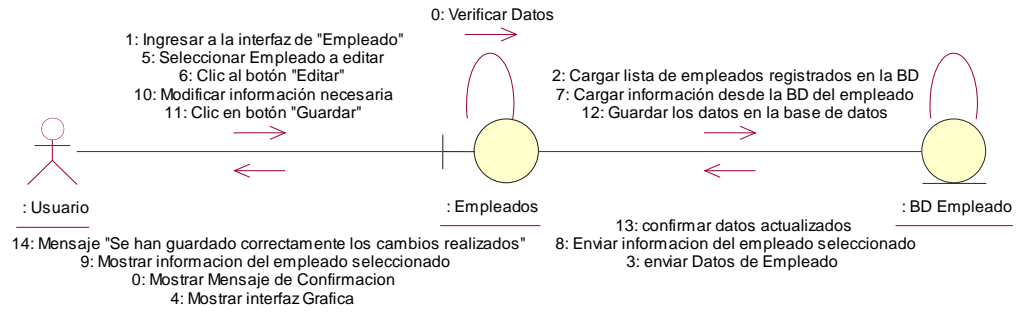 0: Verificar Datos
1: Ingresar a la interfaz de "Empleado"
5: Seleccionar Empleado a editar
6: Clic al botón "Editar"
10: Modificar información necesaria
11: Clic en botón "Guardar"
2: Cargar lista de empleados registrados en la BD
7: Cargar información desde la BD del empleado
12: Guardar los datos en la base de datos
: Usuario
: Empleados
: BD Empleado
14: Mensaje "Se han guardado correctamente los cambios realizados"
9: Mostrar informacion del empleado seleccionado
0: Mostrar Mensaje de Confirmacion
4: Mostrar interfaz Grafica
13: confirmar datos actualizados
8: Enviar informacion del empleado seleccionado
3: enviar Datos de Empleado